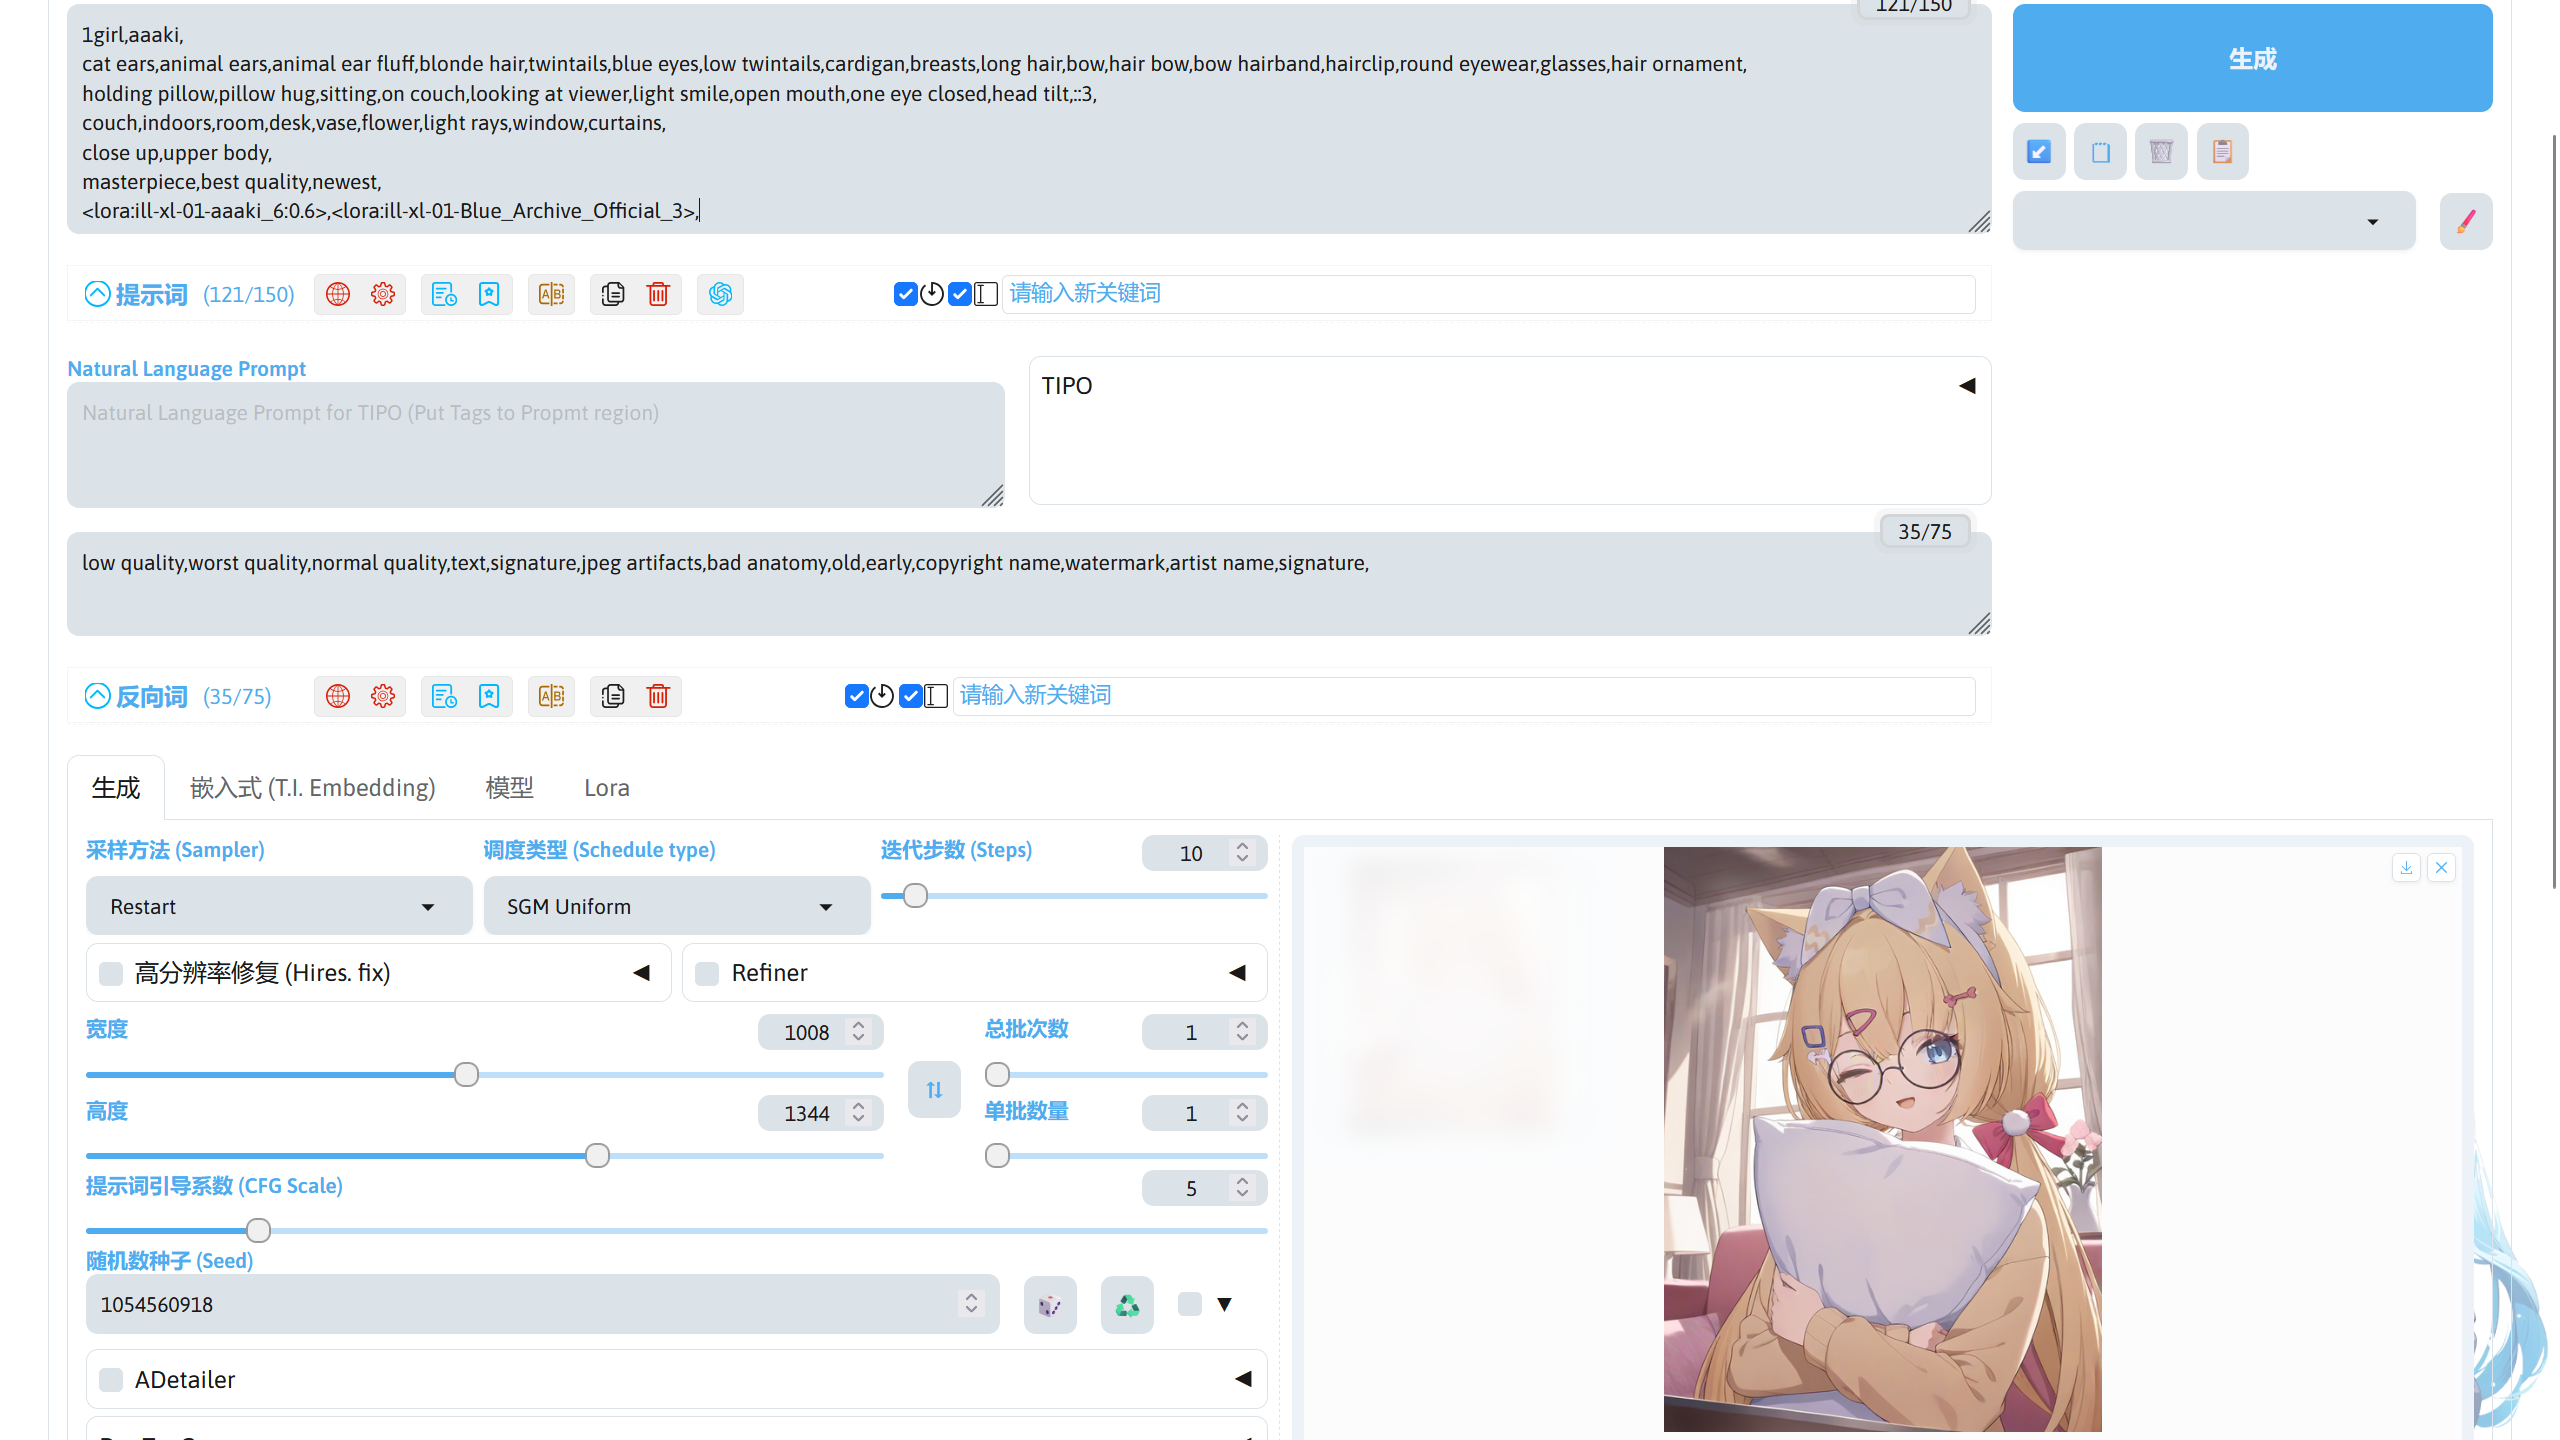 121/150
1girl,aaaki,
cat ears,animal ears,animal ear fluff,blonde hair,twintails,blue eyes,low twintails,cardigan,breasts,long hair,bow,hair bow,bow hairband,hairclip,round eyewear,glasses,hair ornament,
holding pillow,pillow hug,sitting,on couch,looking at viewer,light smile,open mouth,one eye closed,head tilt,::3,
couch,indoors,room,desk,vase,flower,light rays,window,curtains,
close up,upper body,
masterpiece,best quality,newest,
<lora:ill-xl-01-aaaki_6:0.6>,<lora:ill-xl-01-Blue_Archive_Official_3>,
生成
提示词 (121/150)
请输入新关键词
Natural Language Prompt
Natural Language Prompt for TIPO (Put Tags to Propmt region)
TIPO
35/75
low quality,worst quality,normal quality,text,signature,jpeg artifacts,bad anatomy,old,early,copyright name,watermark,artist name,signature,
反向词 (35/75)
请输入新关键词
生成 嵌入式 (T.I. Embedding) 模型 Lora
采样方法 (Sampler) 调度类型 (Schedule type) 迭代步数 (Steps) 10
Restart SGM Uniform
高分辨率修复 (Hires. fix) Refiner
宽度 1008 总批次数 1
高度 1344 单批数量 1
提示词引导系数 (CFG Scale) 5
随机数种子 (Seed)
1054560918
ADetailer